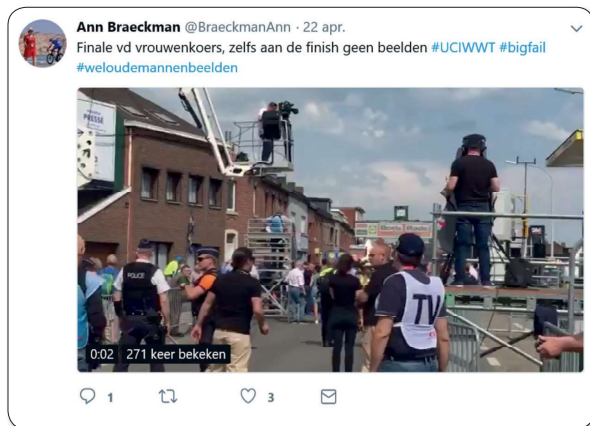 Ann Braeckman @BraeckmanAnn · 22 apr.
Finale vd vrouwenkoers, zelfs aan de finish geen beelden #UCIWWT #bigfail
#weloudemannenbeelden
PRESSE
POLICE
TV
0:02 271 keer bekeken
1 3